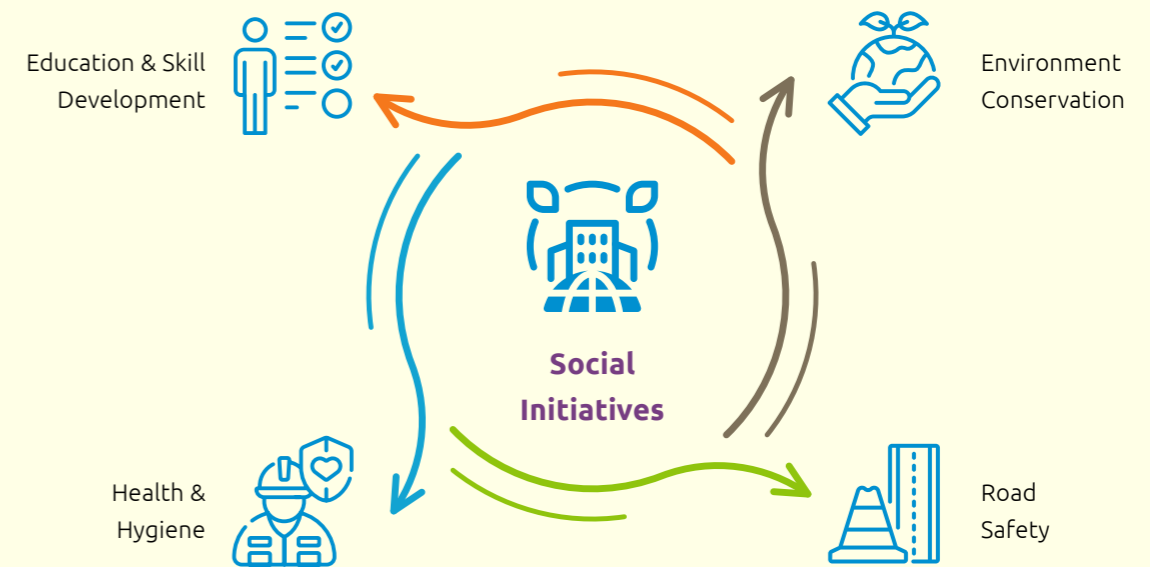 Education & Skill
Development
Environment
Conservation
Social
Initiatives
Health &
Hygiene
Road
Safety